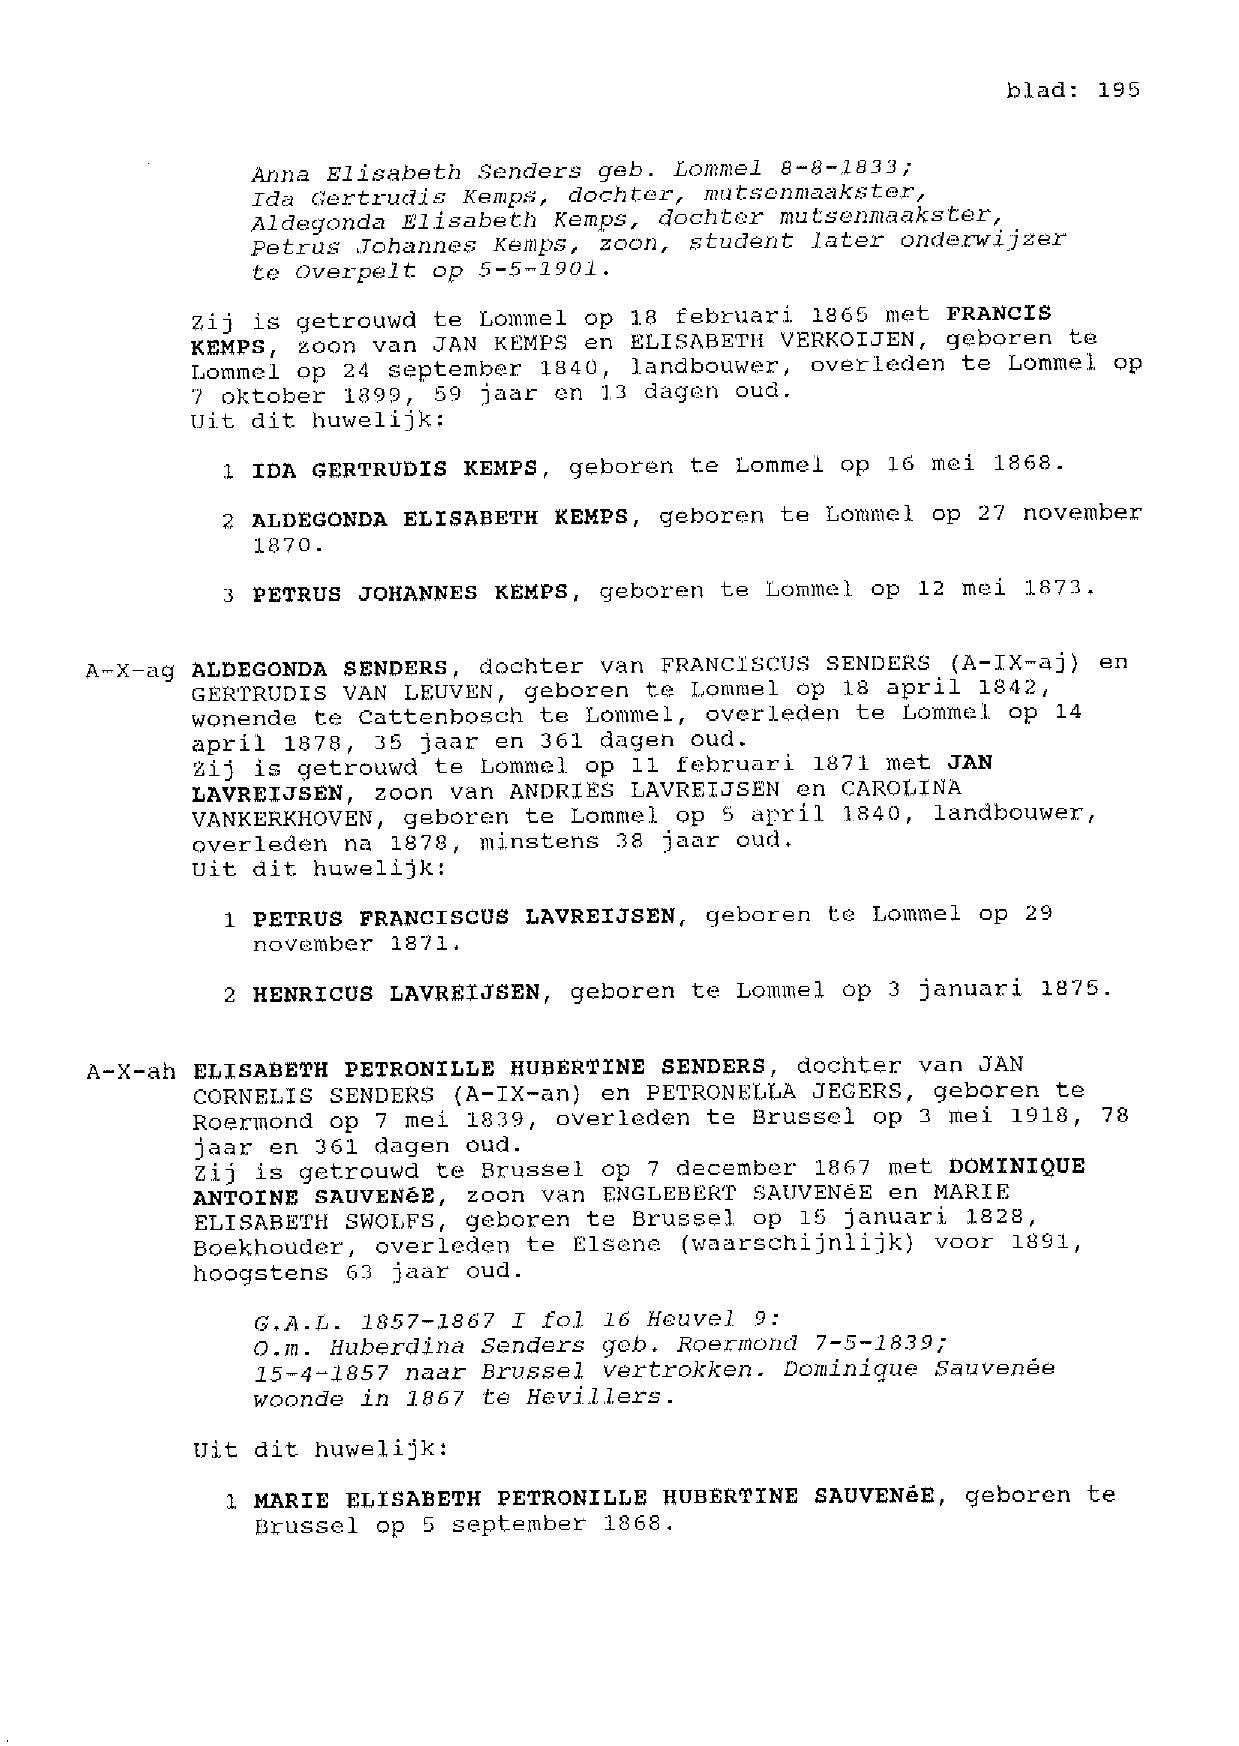 blad: 195
Anna Elisabeth Senders geb. Lommel 8-8-1833;
Ida Gertrudis Kemps, dochter, mutsenmaakster,
Aldegonda Elisabeth Kemps, dochter mutsenmaakster,
Petrus Johannes Kemps, zoon, student later onderwijzer
te Overpelt op 5-5-1901.
Zij is getrouwd te Lommel op 18 februari 1865 met FRANCIS
KEMPS, zoon van JAN KEMPS en ELISABETH VERKOIJEN, geboren te
Lommel op 24 september 1840, landbouwer, overleden te Lommel op
7 oktober 1899, 59 jaar en 13 dagen oud.
Uit dit huwelijk:
1 IDA GERTRUDIS KEMPS, geboren te Lommel op 16 mei 1868.
2 ALDEGONDA ELISABETH KEMPS, geboren te Lommel op 27 november
1870.
3 PETRUS JOHANNES KEMPS, geboren te Lommel op 12 mei 1873.
A-X-ag ALDEGONDA SENDERS, dochter van FRANCISCUS SENDERS (A-IX-aj) en
GERTRUDIS VAN LEUVEN, geboren te Lommel op 18 april 1842,
wonende te Cattenbosch te Lommel, overleden te Lommel op 14
april 1878, 35 jaar en 361 dagen oud.
Zij is getrouwd te Lommel op 11 februari 1871 met JAN
LAVREIJSEN, zoon van ANDRIES LAVREIJSEN en CAROLINA
VANKERKHOVEN, geboren te Lommel op 5 april 1840, landbouwer,
overleden na 1878, minstens 38 jaar oud.
Uit dit huwelijk:
1 PETRUS FRANCISCUS LAVREIJSEN, geboren te Lommel op 29
november 1871.
2 HENRICUS LAVREIJSEN, geboren te Lommel op 3 januari 1875.
A-X-ah ELISABETH PETRONILLE HUBERTINE SENDERS, dochter van JAN
CORNELIS SENDERS (A-IX-an) en PETRONELLA JEGERS, geboren te
Roermond op 7 mei 1839, overleden te Brussel op 3 mei 1918, 78
jaar en 361 dagen oud.
Zij is getrouwd te Brussel op 7 december 1867 met DOMINIQUE
ANTOINE SAUVENéE, zoon van ENGLEBERT SAUVENéE en MARIE
ELISABETH SWOLFS, geboren te Brussel op 15 januari 1828,
Boekhouder, overleden te Elsene (waarschijnlijk) voor 1891,
hoogstens 63 jaar oud.
G.A.L. 1857-1867 I fol 16 Heuvel 9:
O.m. Huberdina Senders geb. Roermond 7-5-1839;
15-4-1857 naar Brussel vertrokken. Dominique Sauvenée
woonde in 1867 te Hevillers.
Uit dit huwelijk:
1 MARIE ELISABETH PETRONILLE HUBERTINE SAUVENéE, geboren te
Brussel op 5 september 1868.